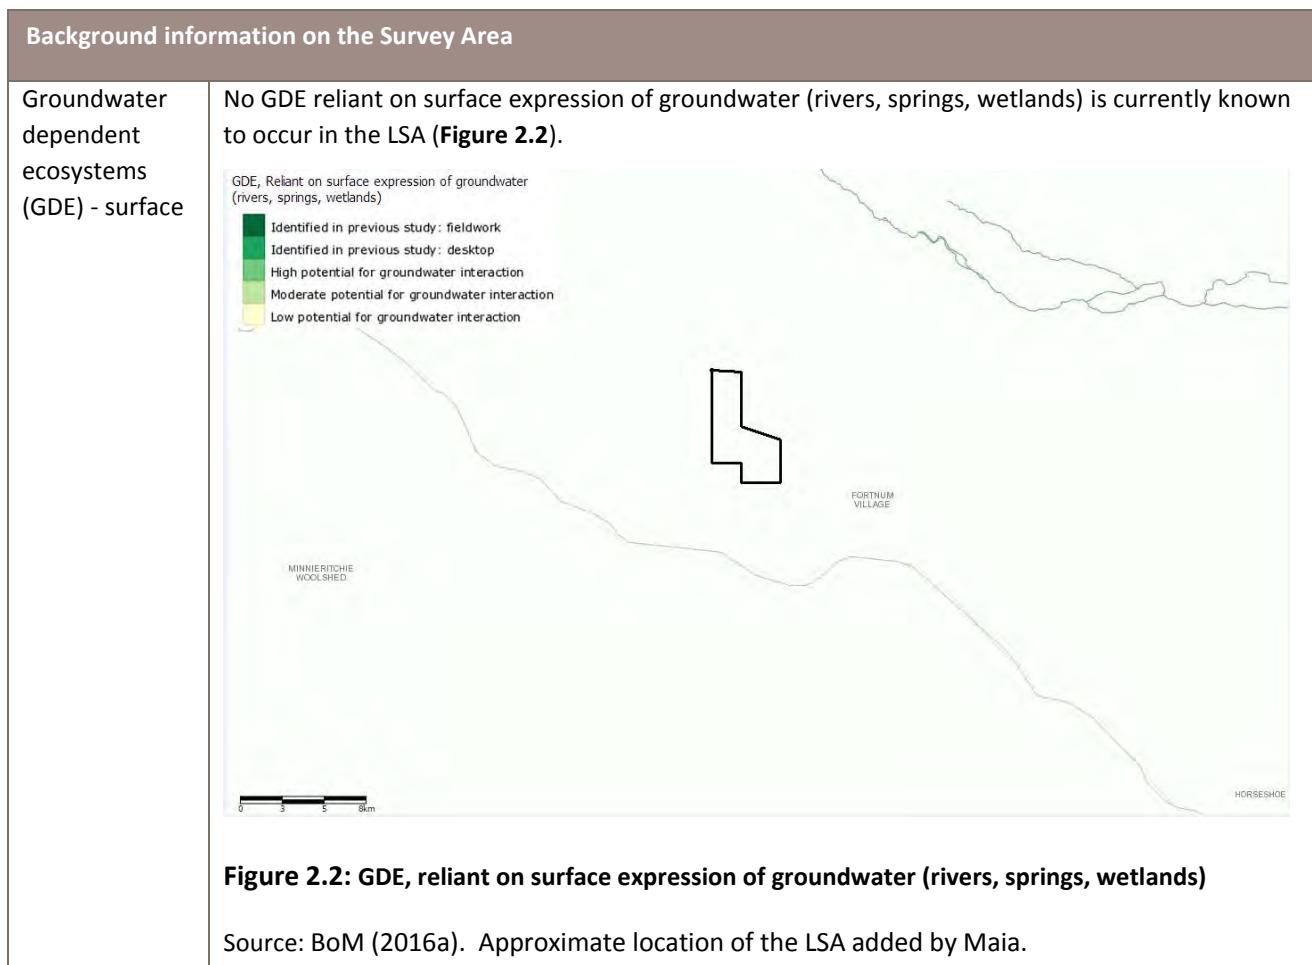 Background information on the Survey Area
Groundwater
dependent
ecosystems
(GDE) - surface
No GDE reliant on surface expression of groundwater (rivers, springs, wetlands) is currently known
to occur in the LSA (Figure 2.2).
GDE, Reliant on surface expression of groundwater
(rivers, springs, wetlands)
Identified in previous study: fieldwork
Identified in previous study: desktop
High potential for groundwater interaction
Moderate potential for groundwater interaction
Low potential for groundwater interaction
FORTNUM
VILLAGE
MINNIERITCHIE
WOOLSHED
HORSESHOE
0 3 5 8km
Figure 2.2: GDE, reliant on surface expression of groundwater (rivers, springs, wetlands)
Source: BoM (2016a). Approximate location of the LSA added by Maia.